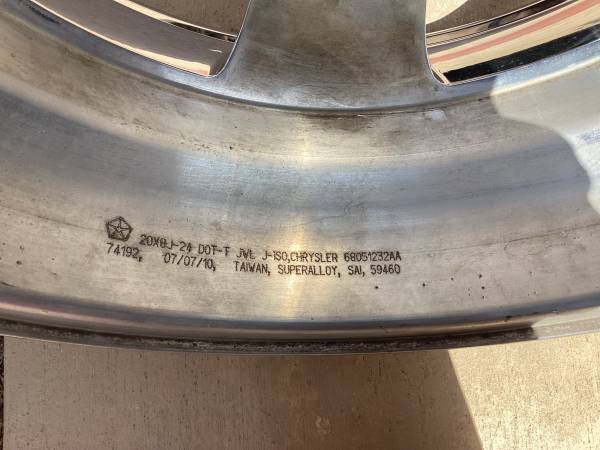 20X8J-24 DOT-T JWL J-ISO,CHRYSLER 68051232AA
74192, 07/07/10, TAIWAN, SUPERALLOY, SAI, 59460